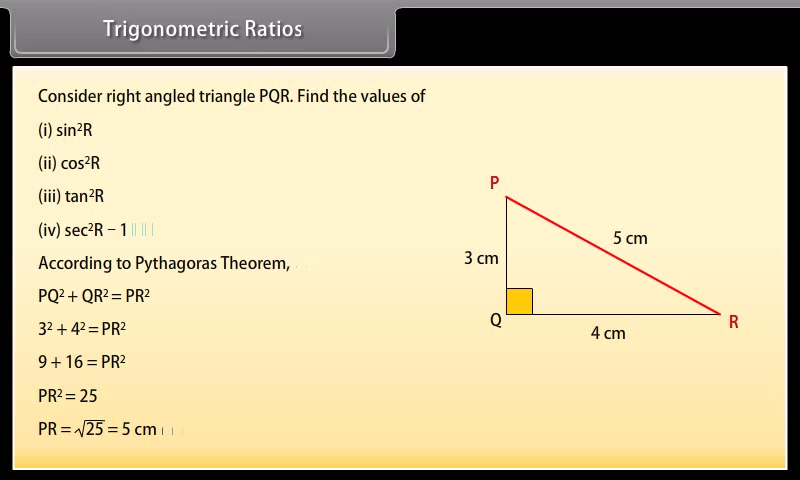 Trigonometric Ratios
Consider right angled triangle PQR. Find the values of
(i) sin²R
(ii) cos²R
(iii) tan²R
(iv) sec²R − 1
According to Pythagoras Theorem,
PQ² + QR² = PR²
3² + 4² = PR²
9 + 16 = PR²
PR² = 25
PR = √25 = 5 cm
P
5 cm
3 cm
Q
R
4 cm